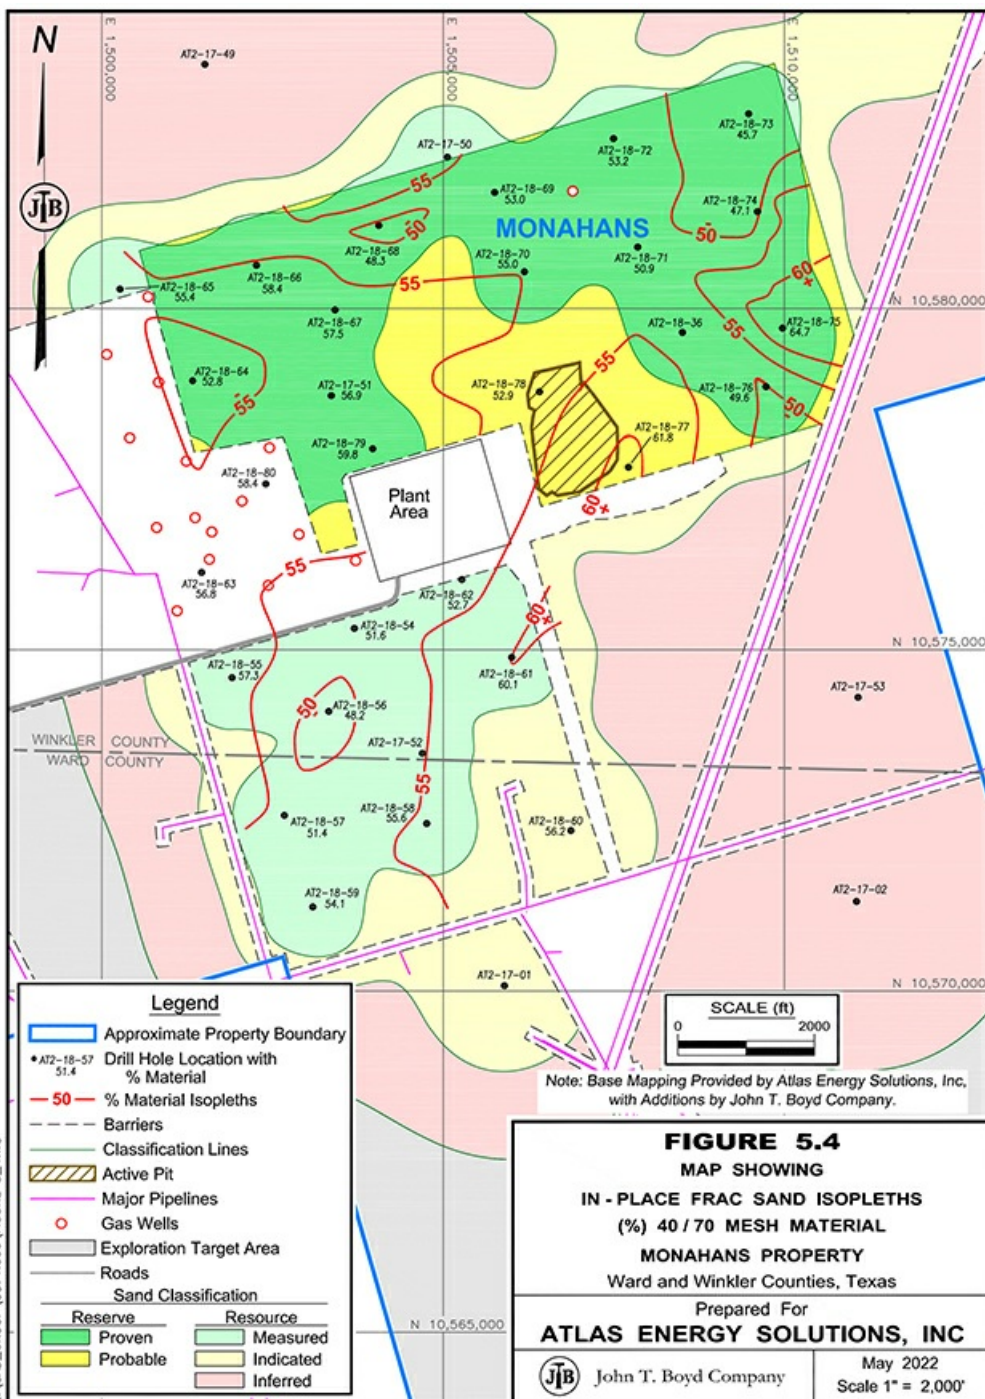 E 1,500,000
E 1,505,000
E 1,510,000
N
AT2-17-49
JTB
AT2-18-73
45.7
AT2-17-50
AT2-18-72
53.2
55
AT2-18-69
53.0
AT2-18-74
47.1
50
MONAHANS
50
AT2-18-68
48.3
AT2-18-70
55.0
AT2-18-71
50.9
60
+
AT2-18-66
58.4
AT2-18-65
55.4
55
N 10,580,000
AT2-18-67
57.5
AT2-18-36
AT2-18-75
64.7
55
55
AT2-18-64
52.8
AT2-17-51
56.9
AT2-18-78
52.9
AT2-18-76
49.6
55
50
AT2-18-77
61.8
AT2-18-79
59.8
AT2-18-80
58.4
Plant
Area
60
+
55
AT2-18-63
56.8
AT2-18-62
52.7
60
+
AT2-18-54
51.6
N 10,575,000
AT2-18-55
57.3
AT2-18-61
60.1
AT2-17-53
50
AT2-18-56
48.2
WINKLER COUNTY
WARD COUNTY
AT2-17-52
55
AT2-18-57
51.4
AT2-18-58
55.6
AT2-18-60
56.2
AT2-18-59
54.1
AT2-17-02
AT2-17-01
N 10,570,000
Legend
Approximate Property Boundary
AT2-18-57
51.4
Drill Hole Location with
% Material
50
% Material Isopleths
Barriers
Classification Lines
Active Pit
Major Pipelines
Gas Wells
Exploration Target Area
Roads
Sand Classification
Reserve
Resource
Proven
Measured
Probable
Indicated
Inferred
SCALE (ft)
0
2000
Note: Base Mapping Provided by Atlas Energy Solutions, Inc,
with Additions by John T. Boyd Company.
N 10,565,000
FIGURE 5.4
MAP SHOWING
IN - PLACE FRAC SAND ISOPLETHS
(%) 40 / 70 MESH MATERIAL
MONAHANS PROPERTY
Ward and Winkler Counties, Texas
Prepared For
ATLAS ENERGY SOLUTIONS, INC
JTB
John T. Boyd Company
May 2022
Scale 1" = 2,000'